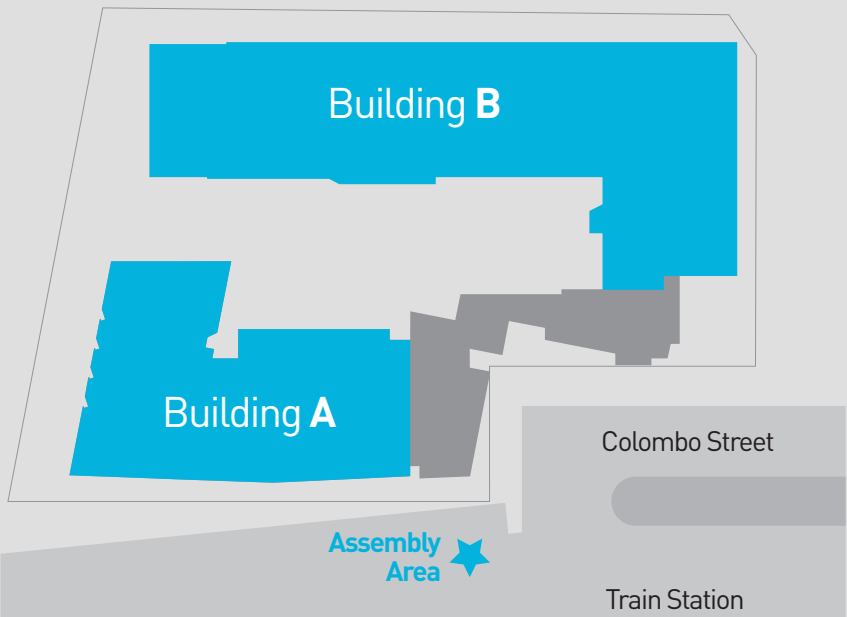 Building B
Building A
Colombo Street
Assembly
Area
Train Station